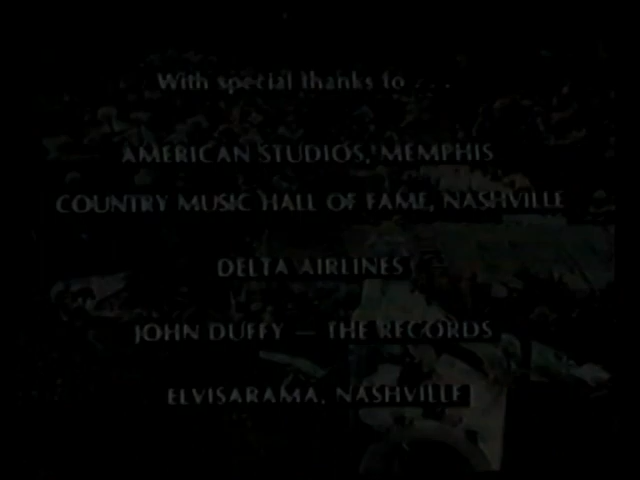 With special thanks to . . .
AMERICAN STUDIOS, MEMPHIS
COUNTRY MUSIC HALL OF FAME, NASHVILLE
DELTA AIRLINES
JOHN DUFFY — THE RECORDS
ELVISARAMA, NASHVILLE